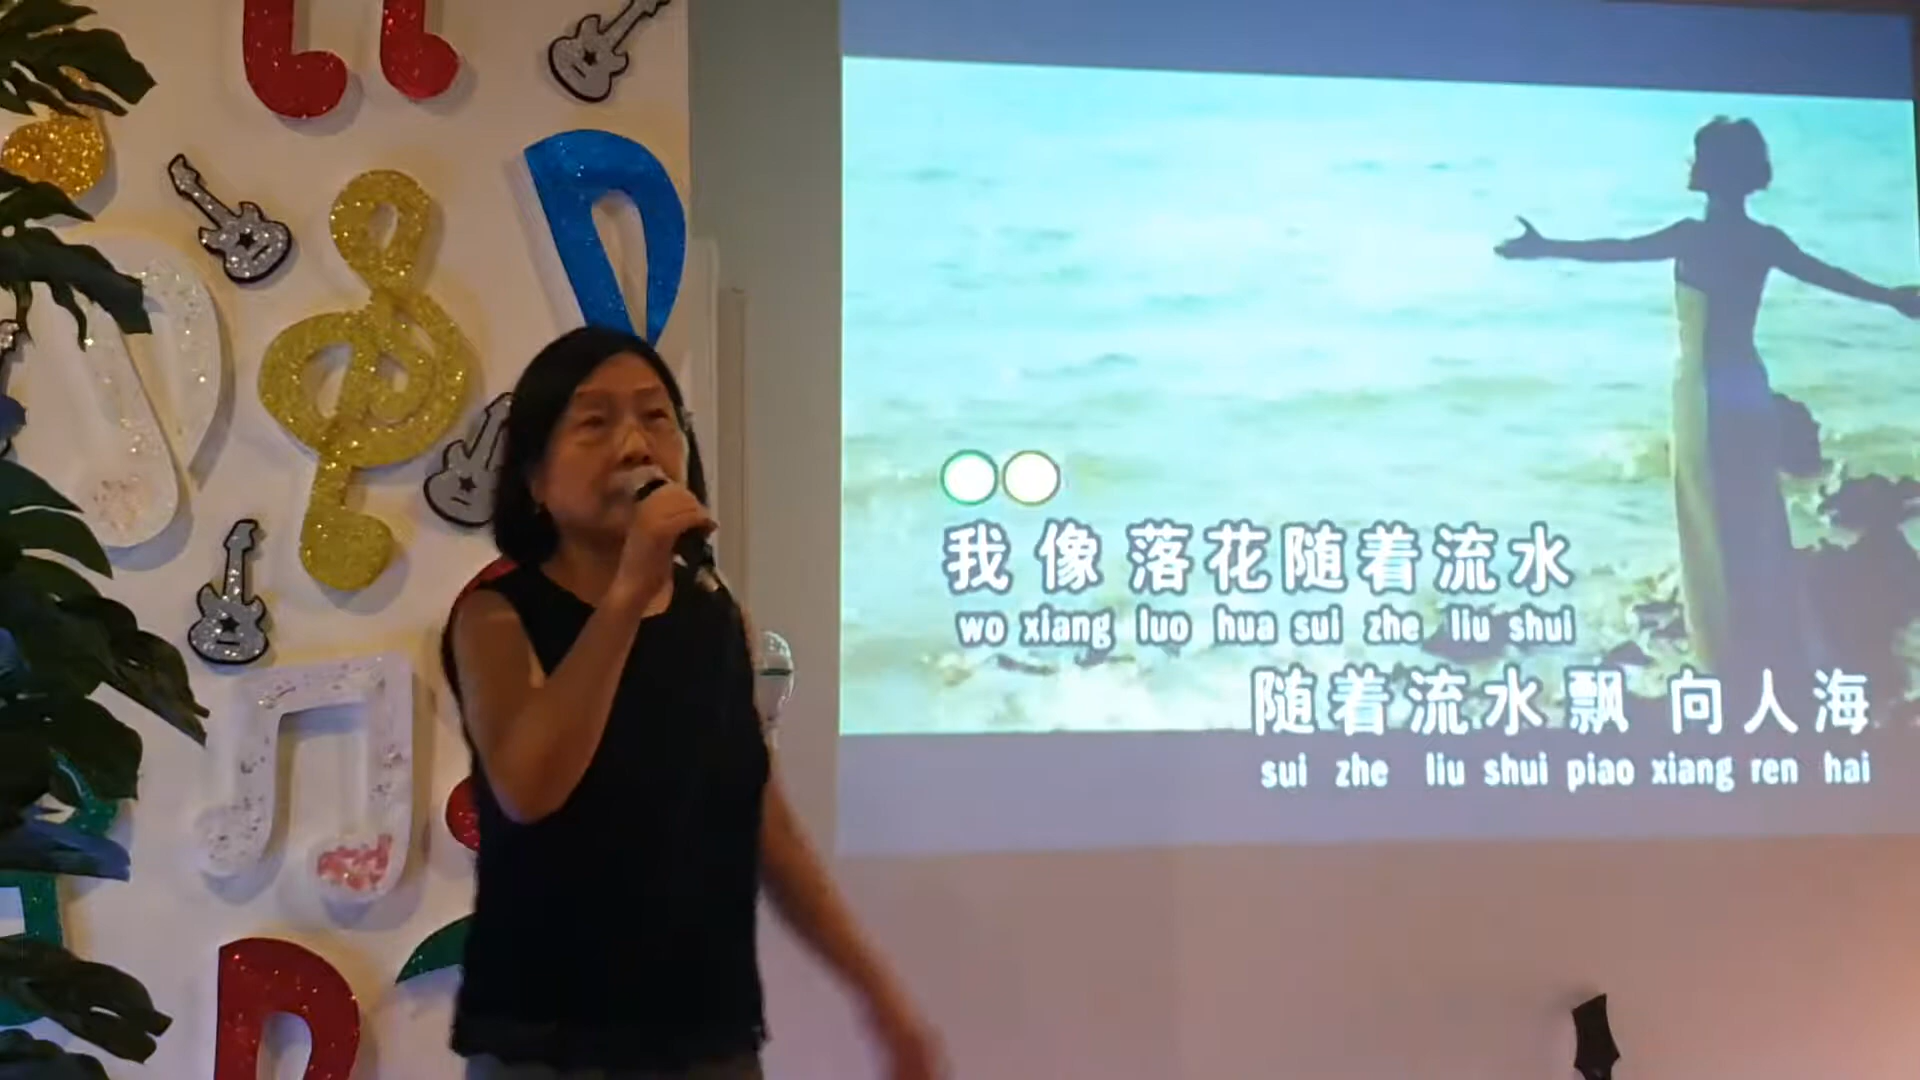 我像落花随着流水
wo xiang luo hua sui zhe liu shui
随着流水飘向人海
sui zhe liu shui piao xiang ren hai